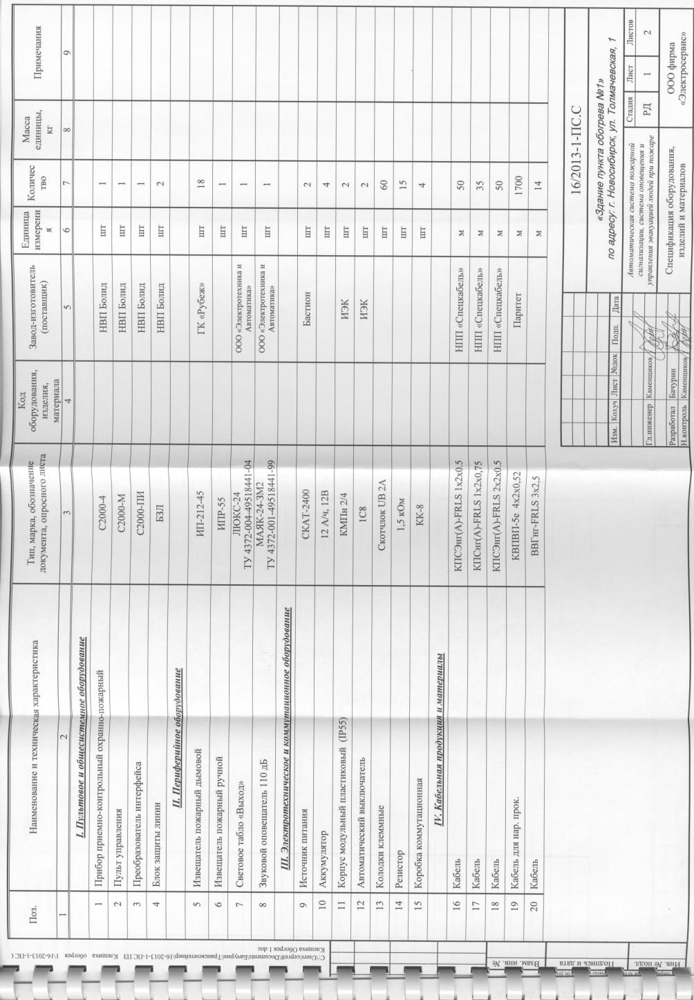 Поз. Наименование и техническая характеристика Тип, марка, обозначение документа, опросного листа Код оборудования, изделия, материала Завод-изготовитель (поставщик) Единица измерени я Количес тво Масса единицы, кг Примечания
1 2 3 4 5 6 7 8 9
I. Пультовое и общесистемное оборудование
1 Прибор приемно-контрольный охранно-пожарный С2000-4 НВП Болид шт 1
2 Пульт управления С2000-М НВП Болид шт 1
3 Преобразователь интерфейса С2000-ПИ НВП Болид шт 1
4 Блок защиты линии БЗЛ НВП Болид шт 2
II. Периферийное оборудование
5 Извещатель пожарный дымовой ИП-212-45 ГК «Рубеж» шт 18
6 Извещатель пожарный ручной ИПР-55 шт 1
7 Световое табло «Выход» ЛЮКС-24 ТУ 4372-004-49518441-04 ООО «Электротехника и Автоматика» шт 1
8 Звуковой оповещатель 110 дБ МАЯК-24-3М2 ТУ 4372-001-49518441-99 ООО «Электротехника и Автоматика» шт 1
III. Электротехническое и коммутационное оборудование
9 Источник питания СКАТ-2400 Бастион шт 2
10 Аккумулятор 12 А/ч, 12В шт 4
11 Корпус модульный пластиковый (IP55) КМПн 2/4 ИЭК шт 2
12 Автоматический выключатель 1С8 ИЭК шт 2
13 Колодки клеммные Скотчлок UB 2A шт 60
14 Резистор 1,5 кОм шт 15
15 Коробка коммутационная КК-8 шт 4
IV. Кабельная продукция и материалы
16 Кабель КПСЭнг(А)-FRLS 1х2х0.5 НПП «Спецкабель» м 50
17 Кабель КПСнг(А)-FRLS 1х2х0,75 НПП «Спецкабель» м 35
18 Кабель КПСЭнг(А)-FRLS 2х2х0.5 НПП «Спецкабель» м 50
19 Кабель для нар. прок. КВПВП-5е 4х2х0,52 Паритет м 1700
20 Кабель ВВГнг-FRLS 3х2,5 м 14
16/2013-1-ПС.С
«Здание пункта обогрева №1»
по адресу: г. Новосибирск, ул. Толмачевская, 1
Изм. Кол.уч Лист №док Подп. Дата
Гл.инженер Каменщиков
Разработал Бачурин
Н.контроль Каменщиков
Автоматическая система пожарной
сигнализации, система оповещения и
управления эвакуацией людей при пожаре
Стадия Лист Листов
РД 1 2
Спецификация оборудования,
изделий и материалов
ООО фирма
«Электросервис»
C:\Users\сергей\Documents\Бачурин\Трансконтейнер\16-2013-1-ПС.ПЗ Клещиха обогрев 1\16-2013-1-ПС.С
Клещиха Обогрев 1.doc
Взам. инв. №
Подпись и дата
Инв. № подл.